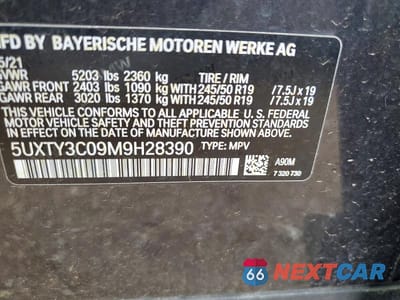 MFD BY BAYERISCHE MOTOREN WERKE AG
5/21
GVWR 5203 lbs 2360 kg TIRE / RIM
GAWR FRONT 2403 lbs 1090 kg WITH 245/50 R19 / 7.5J x 19
GAWR REAR 3020 lbs 1370 kg WITH 245/50 R19 / 7.5J x 19
THIS VEHICLE CONFORMS TO ALL APPLICABLE U.S. FEDERAL
MOTOR VEHICLE SAFETY, BUMPER, AND THEFT PREVENTION
STANDARDS IN EFFECT ON THE DATE OF MANUFACTURE
SHOWN ABOVE.
5UXTY3C09M9H28390 TYPE: MPV
A90M
7 320 730
66 NEXTCAR